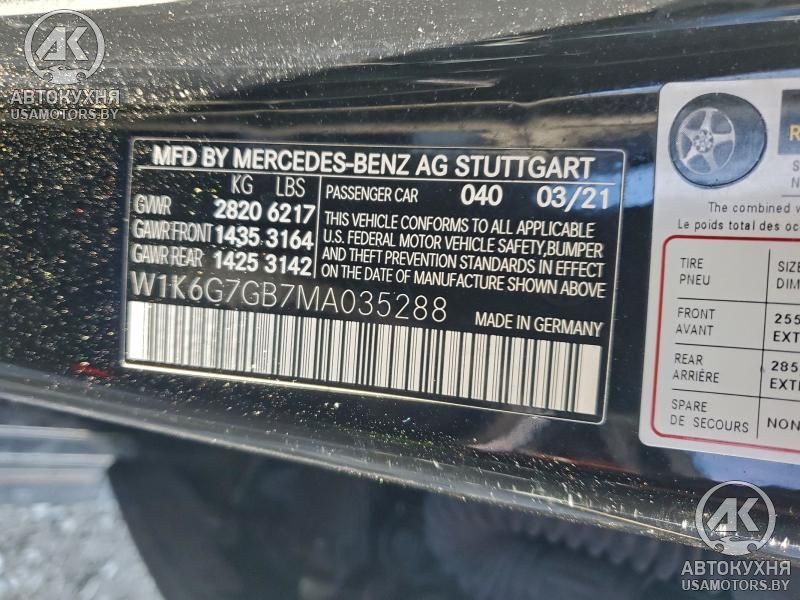 AK
АВТОКУХНЯ
USAMOTORS.BY
MFD BY MERCEDES-BENZ AG STUTTGART
KG LBS
GVWR 2820 6217
GAWR FRONT 1435 3164
GAWR REAR 1425 3142
PASSENGER CAR 040 03/21
THIS VEHICLE CONFORMS TO ALL APPLICABLE
U.S. FEDERAL MOTOR VEHICLE SAFETY,BUMPER
AND THEFT PREVENTION STANDARDS IN EFFECT
ON THE DATE OF MANUFACTURE SHOWN ABOVE
W1K6G7GB7MA035288
MADE IN GERMANY
The combined
Le poids total des
TIRE
PNEU
FRONT 255
AVANT
REAR 285
ARRIÈRE
SPARE
DE SECOURS
AK
АВТОКУХНЯ
USAMOTORS.BY